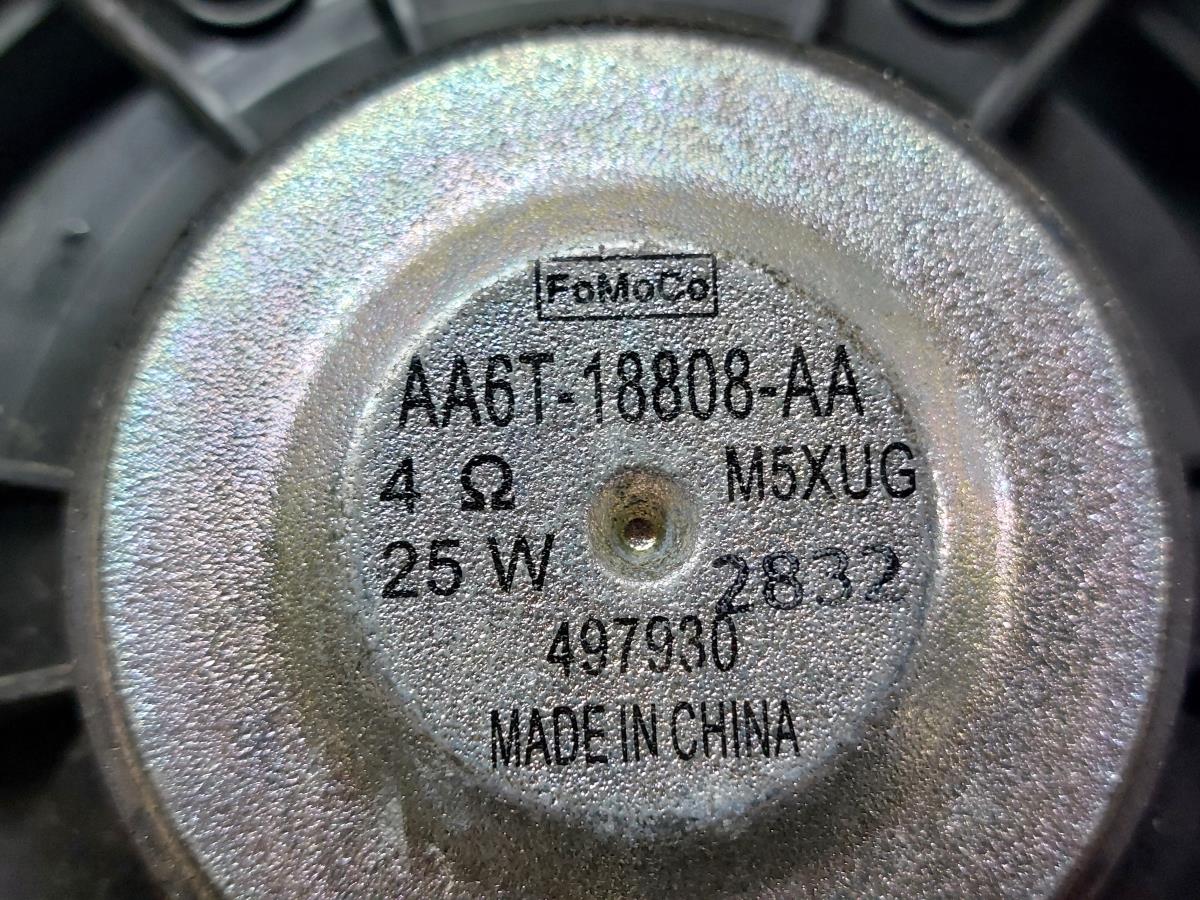 FoMoCo
AA6T-18808-AA
4 Ω M5XUG
25 W 2832
497930
MADE IN CHINA